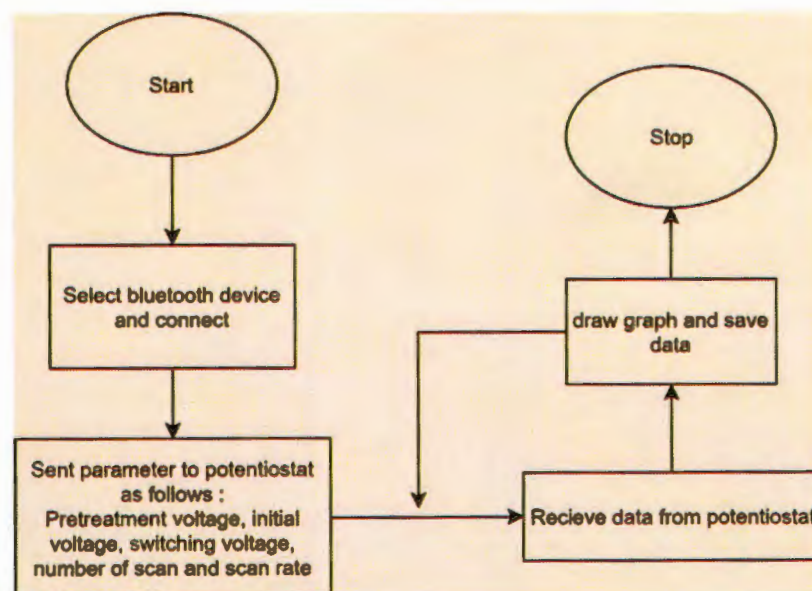 Start
Select bluetooth device
and connect
Sent parameter to potentiostat
as follows :
Pretreatment voltage, initial
voltage, switching voltage,
number of scan and scan rate
Recieve data from potentiostat
draw graph and save
data
Stop